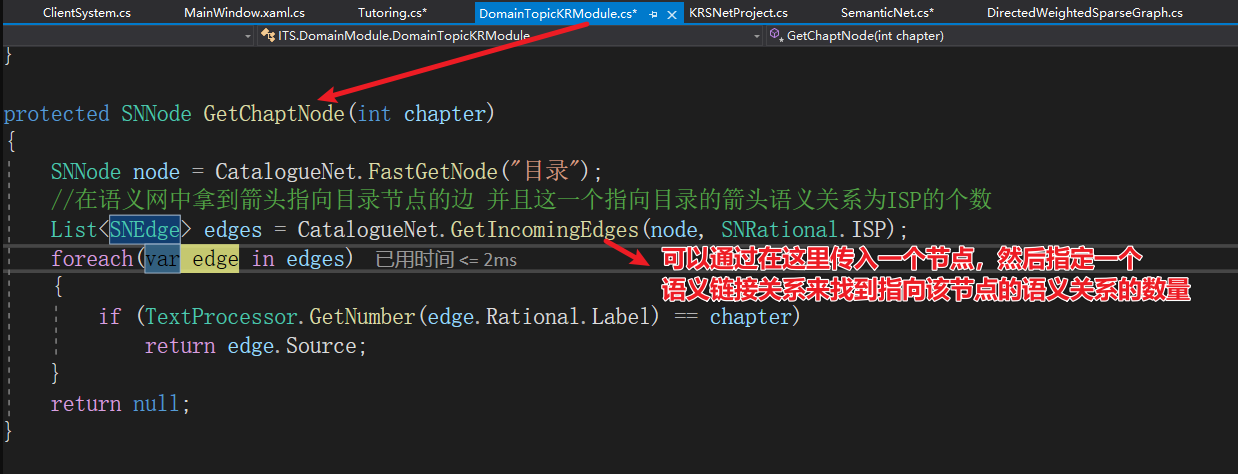 ClientSystem.cs MainWindow.xaml.cs Tutoring.cs* DomainTopicKRModule.cs* KRSNetProject.cs SemanticNet.cs* DirectedWeightedSparseGraph.cs
ITS.DomainModule.DomainTopicKRModule GetChaptNode(int chapter)
}
protected SNNode GetChaptNode(int chapter)
{
SNNode node = CatalogueNet.FastGetNode("目录");
//在语义网中拿到箭头指向目录节点的边 并且这一个指向目录的箭头语义关系为ISP的个数
List<SNEdge> edges = CatalogueNet.GetIncomingEdges(node, SNRational.ISP);
foreach(var edge in edges) 已用时间 <= 2ms
可以通过在这里传入一个节点，然后指定一个
语义链接关系来找到指向该节点的语义关系的数量
{
if (TextProcessor.GetNumber(edge.Rational.Label) == chapter)
return edge.Source;
}
return null;
}